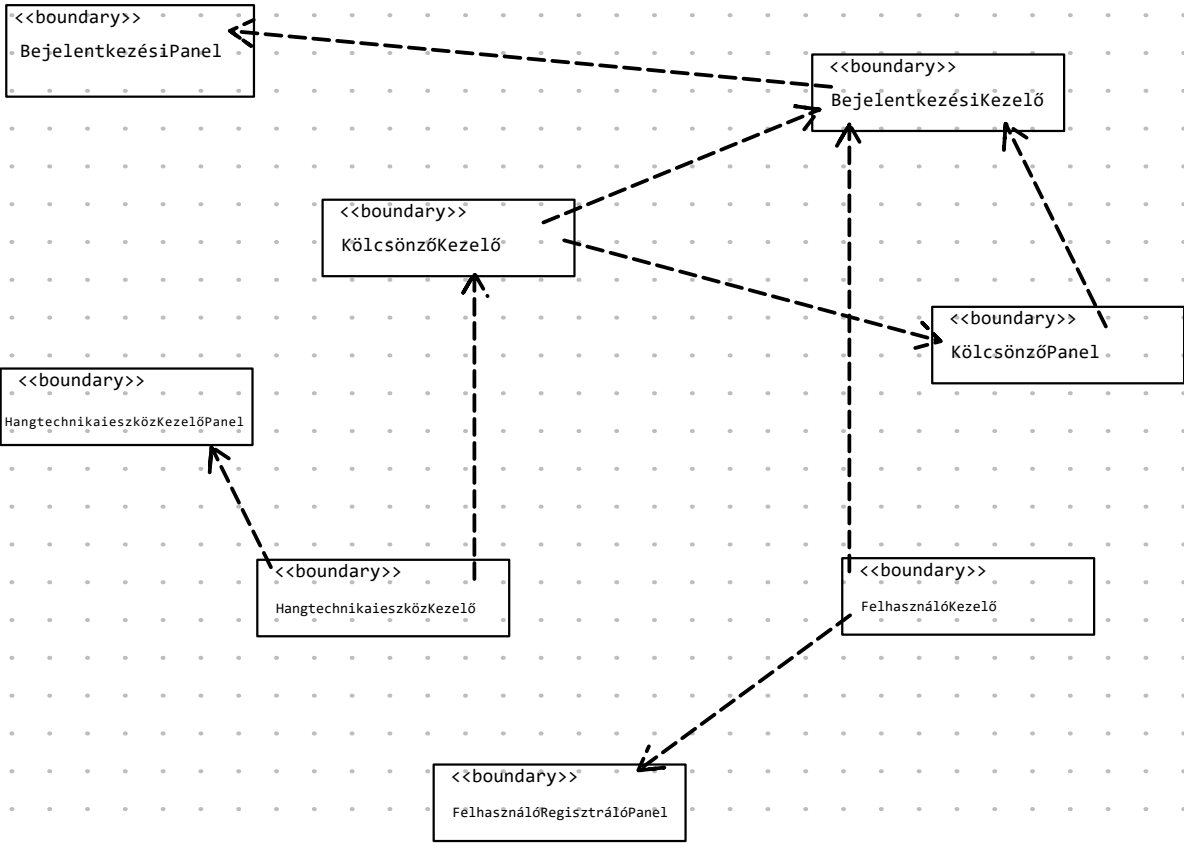 <<boundary>>
BejelentkezésiPanel
<<boundary>>
BejelentkezésiKezelő
<<boundary>>
KölcsönzőKezelő
<<boundary>>
KölcsönzőPanel
<<boundary>>
HangtechnikaieszközKezelőPanel
<<boundary>>
HangtechnikaieszközKezelő
<<boundary>>
FelhasználóKezelő
<<boundary>>
FelhasználóRegisztrálóPanel